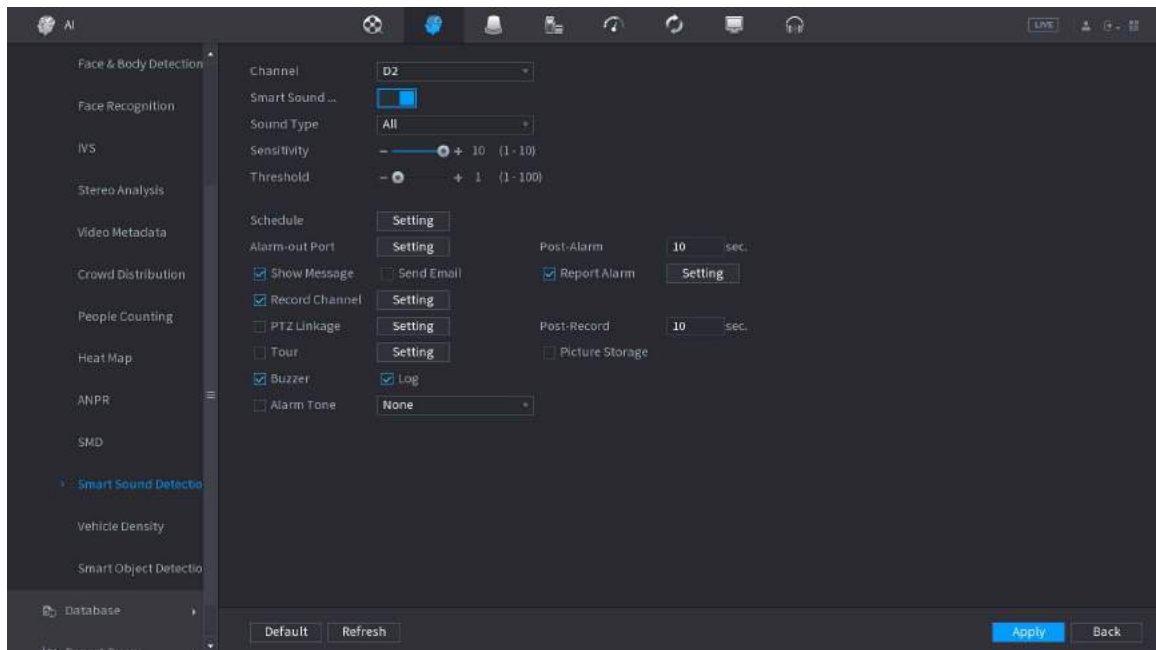 AI
LIVE
Face & Body Detection
Face Recognition
IVS
Stereo Analysis
Video Metadata
Crowd Distribution
People Counting
Heat Map
ANPR
SMD
Smart Sound Detectio
Vehicle Density
Smart Object Detectio
Database
Channel D2
Smart Sound ...
Sound Type All
Sensitivity - + 10 (1 - 10)
Threshold - + 1 (1 - 100)
Schedule Setting
Alarm-out Port Setting Post-Alarm 10 sec.
Show Message Send Email Report Alarm Setting
Record Channel Setting
PTZ Linkage Setting Post-Record 10 sec.
Tour Setting Picture Storage
Buzzer Log
Alarm Tone None
Default Refresh Apply Back